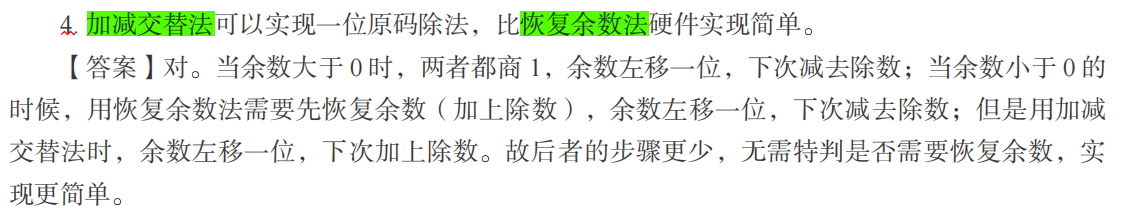 4. 加减交替法可以实现一位原码除法，比恢复余数法硬件实现简单。
【答案】对。当余数大于 0 时，两者都商 1，余数左移一位，下次减去除数；当余数小于 0 的
时候，用恢复余数法需要先恢复余数（加上除数），余数左移一位，下次减去除数；但是用加减
交替法时，余数左移一位，下次加上除数。故后者的步骤更少，无需特判是否需要恢复余数，实
现更简单。